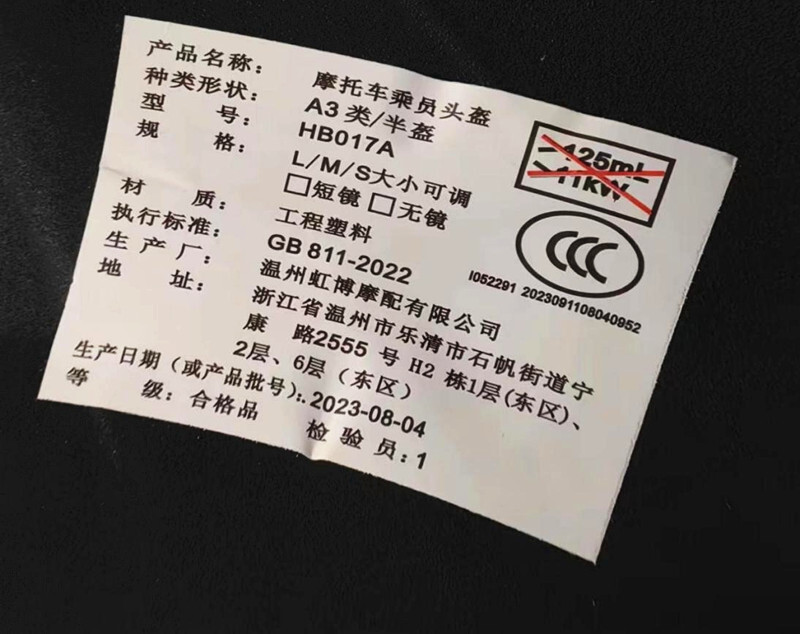 产品名称： 摩托车乘员头盔
种类形状： A3 类/半盔
型 号： HB017A
规 格： L/M/S大小可调
□短镜 □无镜
材 质： 工程塑料
执行标准： GB 811-2022
生 产 厂： 温州虹博摩配有限公司
地 址： 浙江省温州市乐清市石帆街道宁
康 路2555 号 H2 栋1层(东区)、
2层、6层（东区）
生产日期（或产品批号）：2023-08-04
等 级：合格品 检 验 员：1
125mL
11kW
CCC
I052291 2023091108040952